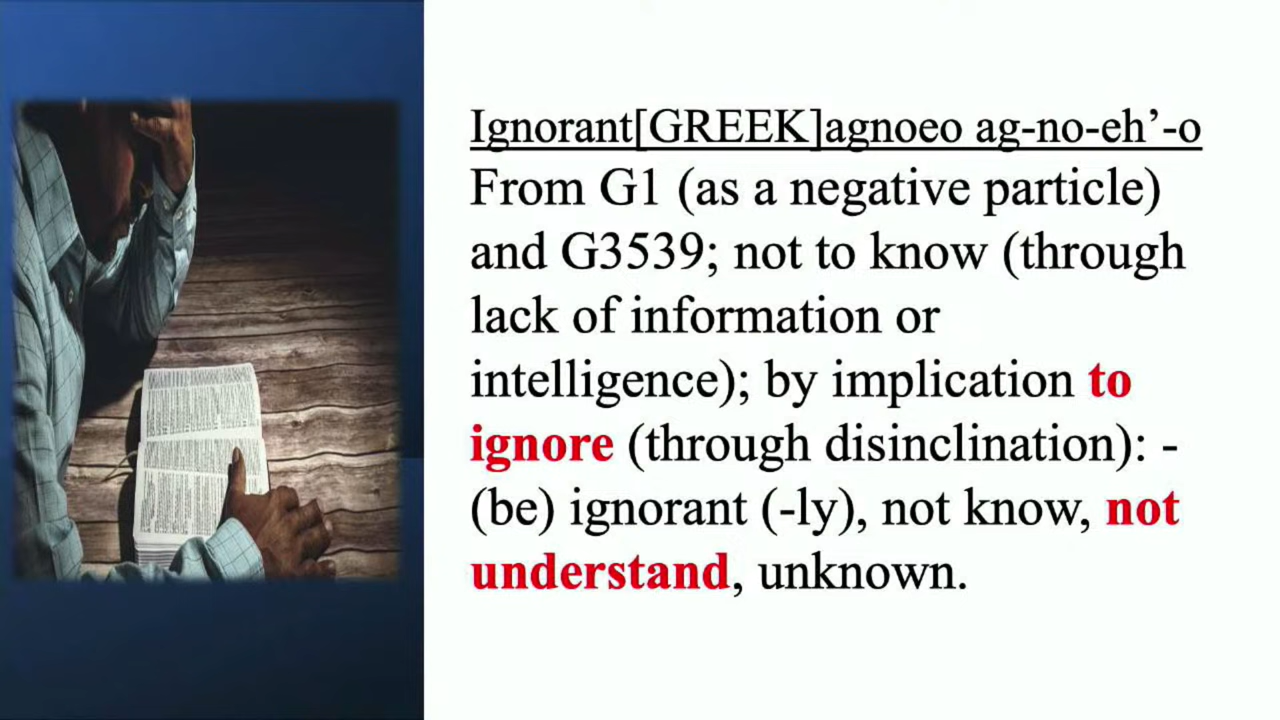 Ignorant[GREEK]agnoeo ag-no-eh’-o
From G1 (as a negative particle)
and G3539; not to know (through
lack of information or
intelligence); by implication to
ignore (through disinclination): -
(be) ignorant (-ly), not know, not
understand, unknown.